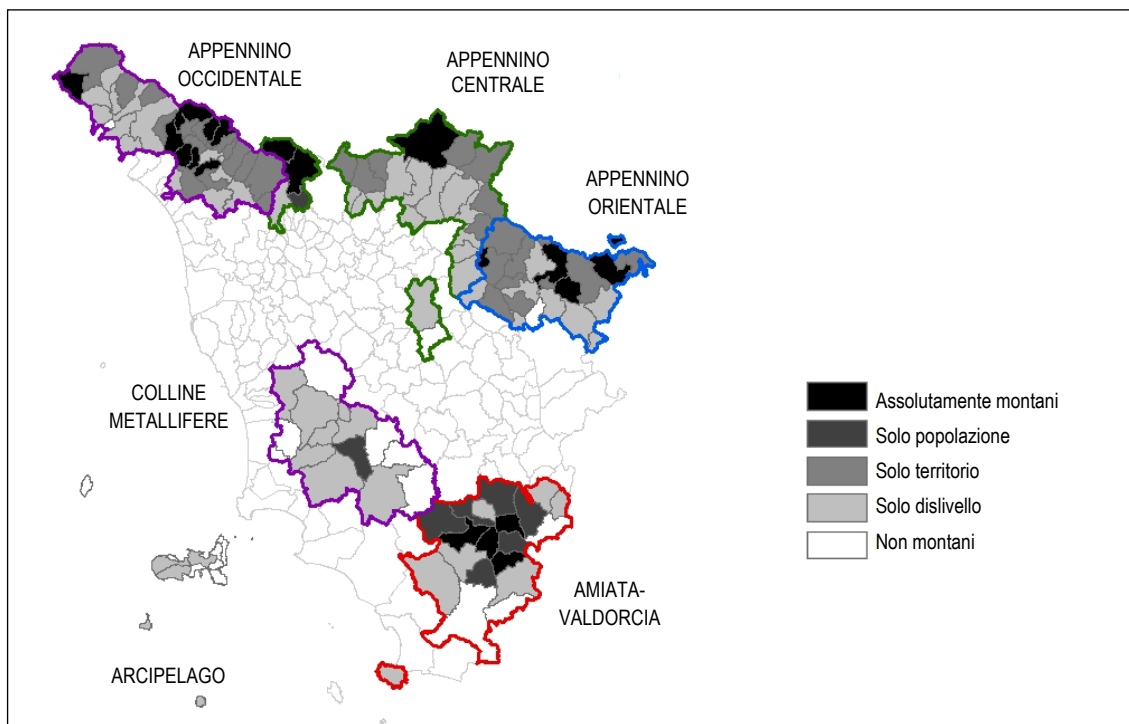 APPENNINO
OCCIDENTALE
APPENNINO
CENTRALE
APPENNINO
ORIENTALE
COLLINE
METALLIFERE
AMIATA-
VALDORCIA
ARCIPELAGO
Assolutamente montani
Solo popolazione
Solo territorio
Solo dislivello
Non montani